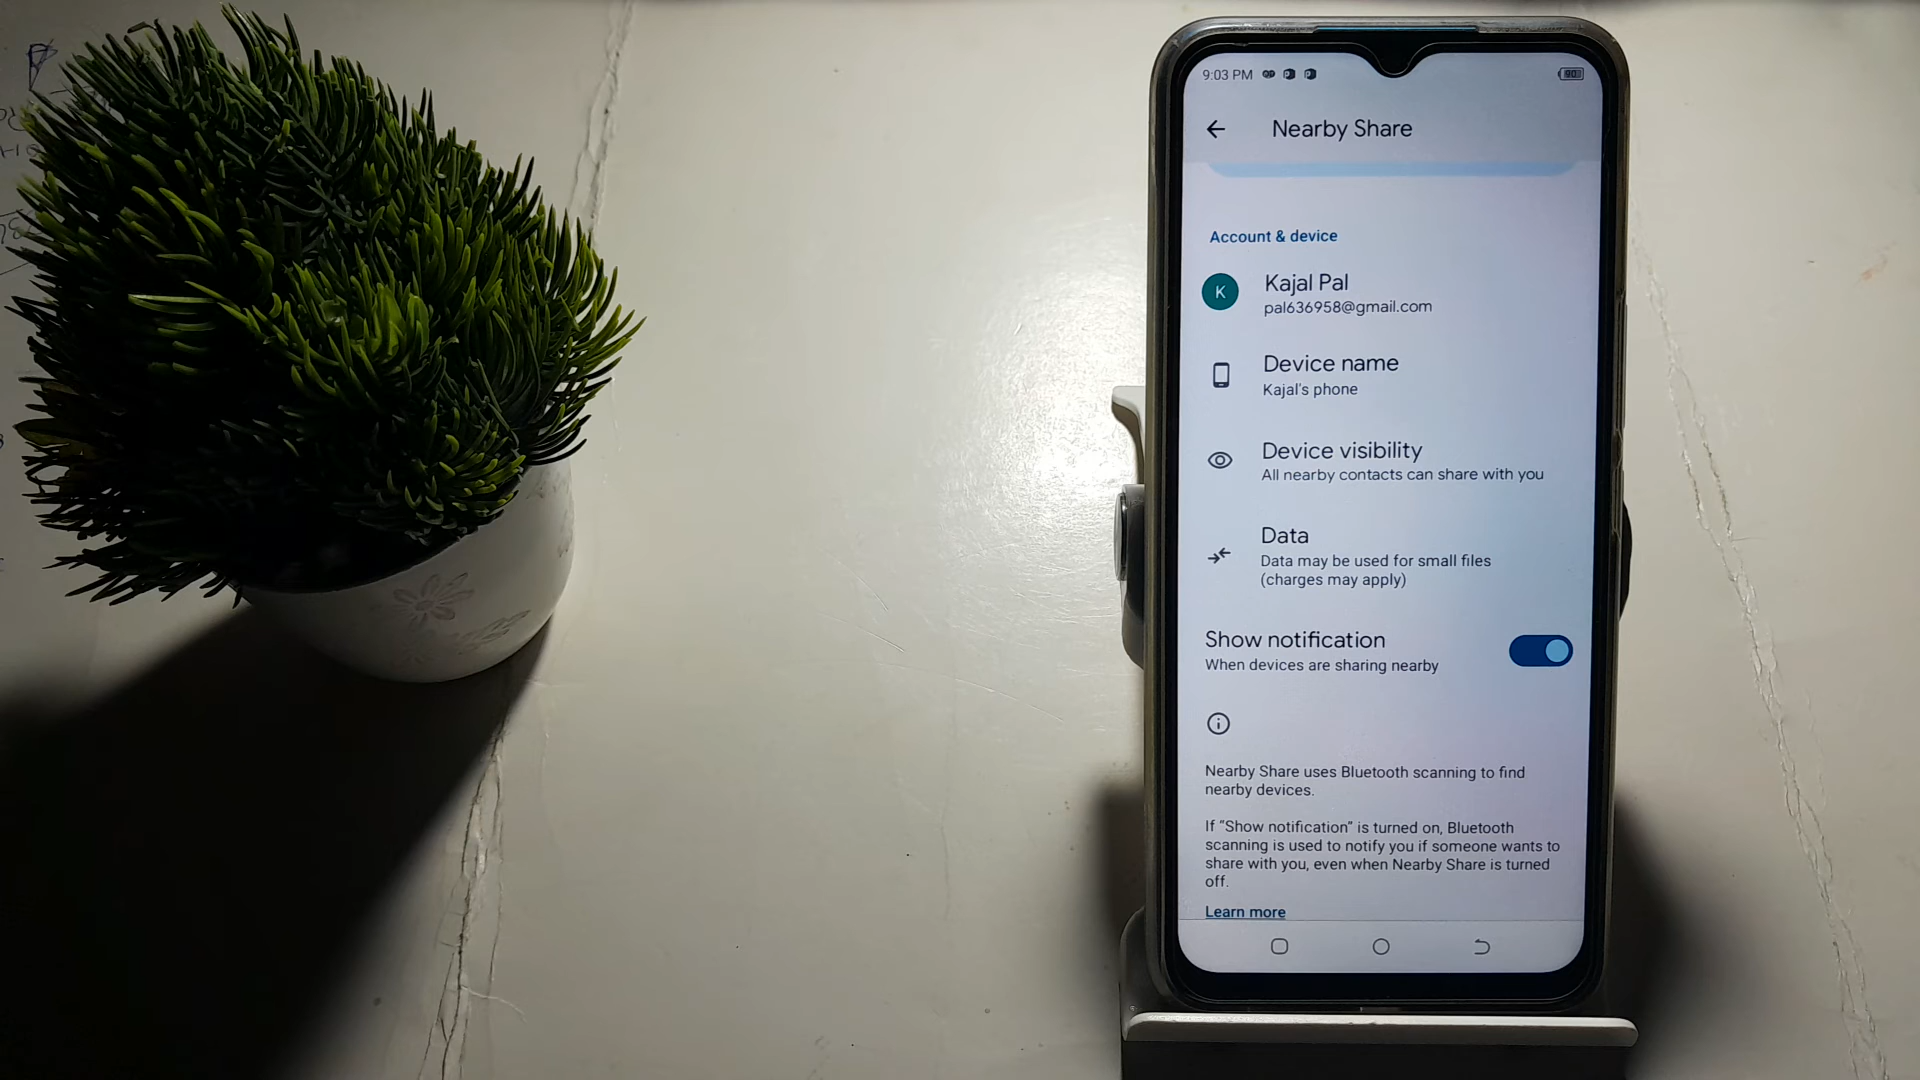 9:03 PM
90
Nearby Share
Account & device
K
Kajal Pal
pal636958@gmail.com
Device name
Kajal's phone
Device visibility
All nearby contacts can share with you
Data
Data may be used for small files
(charges may apply)
Show notification
When devices are sharing nearby
Nearby Share uses Bluetooth scanning to find
nearby devices.
If "Show notification" is turned on, Bluetooth
scanning is used to notify you if someone wants to
share with you, even when Nearby Share is turned
off.
Learn more